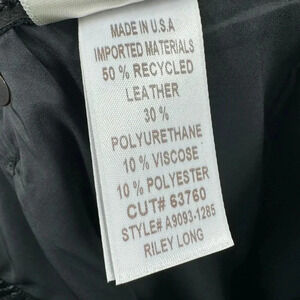 MADE IN U.S.A
IMPORTED MATERIALS
50 % RECYCLED
LEATHER
30 %
POLYURETHANE
10 % VISCOSE
10 % POLYESTER
CUT# 63760
STYLE# A9093-1285
RILEY LONG